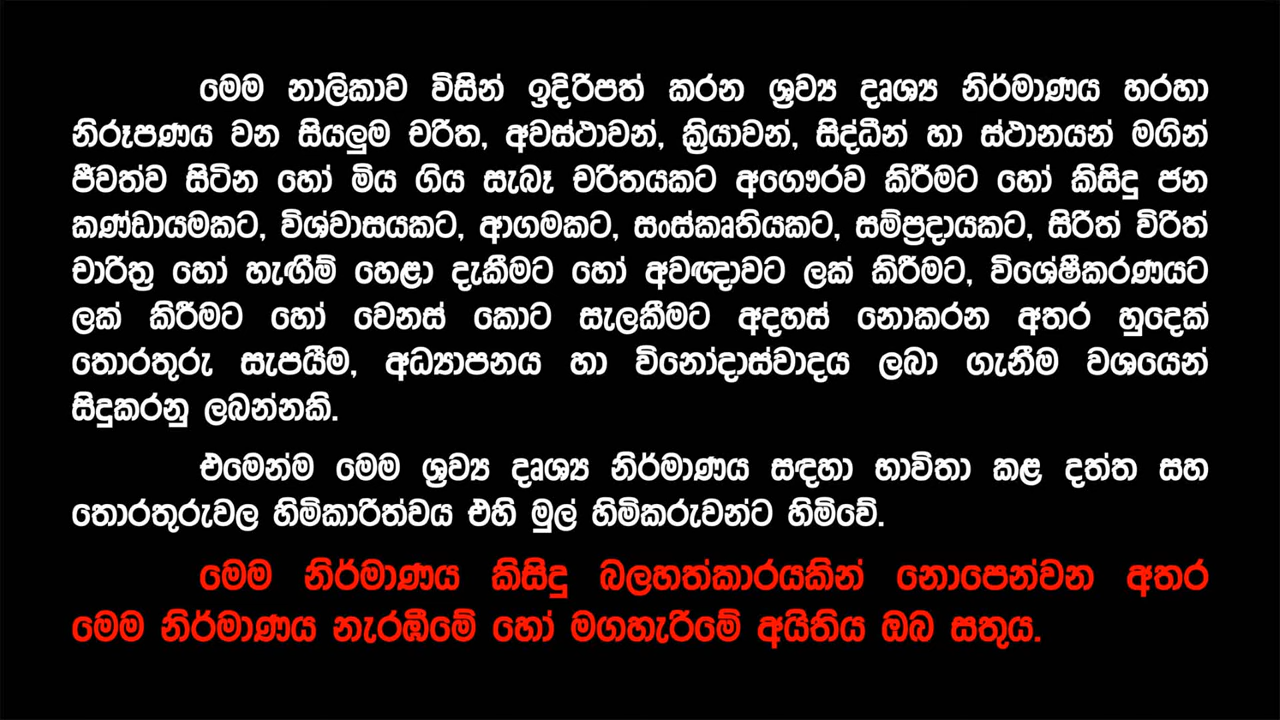 මෙම නාලිකාව විසින් ඉදිරිපත් කරන ශ්‍රව්‍ය දෘශ්‍ය නිර්මාණය හරහා
නිරූපණය වන සියලුම චරිත, අවස්ථාවන්, ක්‍රියාවන්, සිද්ධීන් හා ස්ථානයන් මගින්
ජීවත්ව සිටින හෝ මිය ගිය සැබෑ චරිතයකට අගෞරව කිරීමට හෝ කිසිදු ජන
කණ්ඩායමකට, විශ්වාසයකට, ආගමකට, සංස්කෘතියකට, සම්ප්‍රදායකට, සිරිත් විරිත්
චාරිත්‍ර හෝ හැඟීම් හෙළා දැකීමට හෝ අවඥාවට ලක් කිරීමට, විශේෂීකරණයට
ලක් කිරීමට හෝ වෙනස් කොට සැලකීමට අදහස් නොකරන අතර හුදෙක්
තොරතුරු සැපයීම, අධ්‍යාපනය හා විනෝදාස්වාදය ලබා ගැනීම වශයෙන්
සිදුකරනු ලබන්නකි.
එමෙන්ම මෙම ශ්‍රව්‍ය දෘශ්‍ය නිර්මාණය සඳහා භාවිතා කළ දත්ත සහ
තොරතුරුවල හිමිකාරිත්වය එහි මුල් හිමිකරුවන්ට හිමිවේ.
මෙම නිර්මාණය කිසිදු බලහත්කාරයකින් නොපෙන්වන අතර
මෙම නිර්මාණය නැරඹීමේ හෝ මගහැරීමේ අයිතිය ඔබ සතුය.